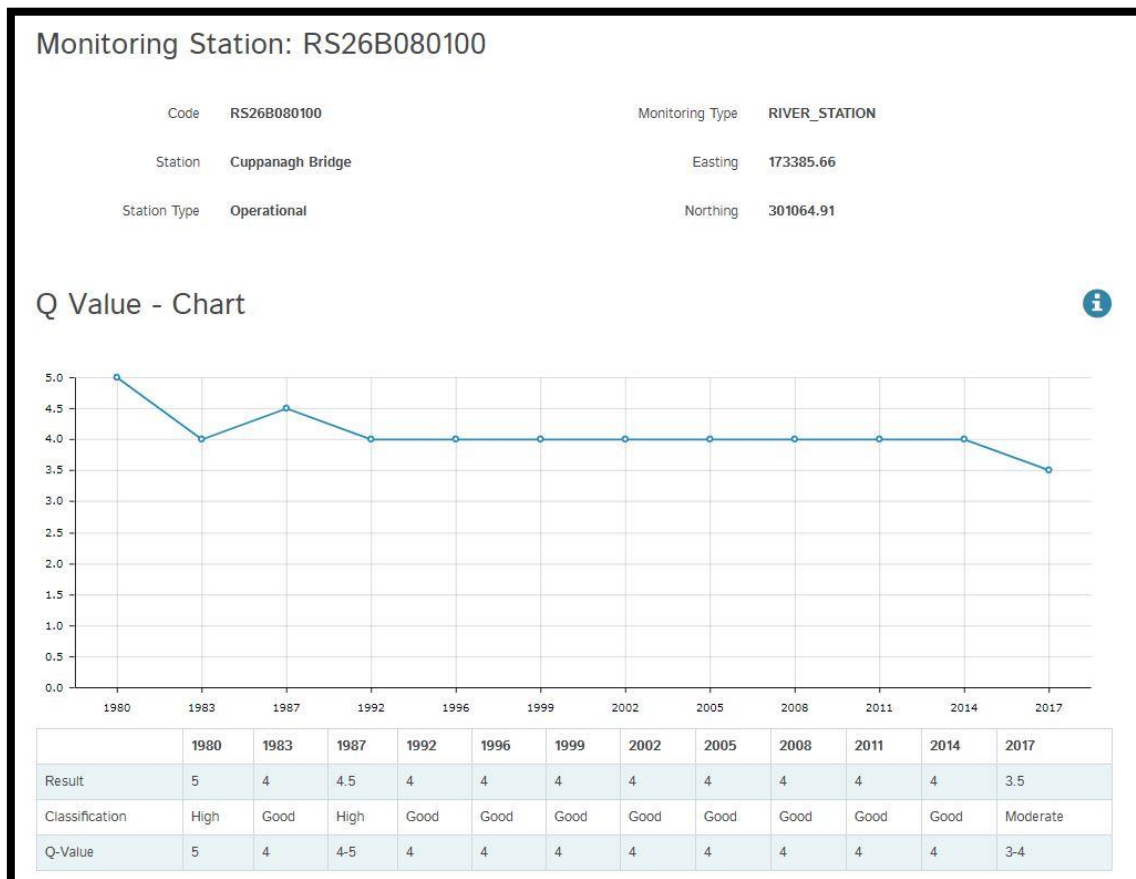 Monitoring Station: RS26B080100
Code RS26B080100 Monitoring Type RIVER_STATION
Station Cuppanagh Bridge Easting 173385.66
Station Type Operational Northing 301064.91
Q Value - Chart
i
5.0
4.5
4.0
3.5
3.0
2.5
2.0
1.5
1.0
0.5
0.0
1980 1983 1987 1992 1996 1999 2002 2005 2008 2011 2014 2017
1980 1983 1987 1992 1996 1999 2002 2005 2008 2011 2014 2017
Result 5 4 4.5 4 4 4 4 4 4 4 4 3.5
Classification High Good High Good Good Good Good Good Good Good Good Moderate
Q-Value 5 4 4-5 4 4 4 4 4 4 4 4 3-4